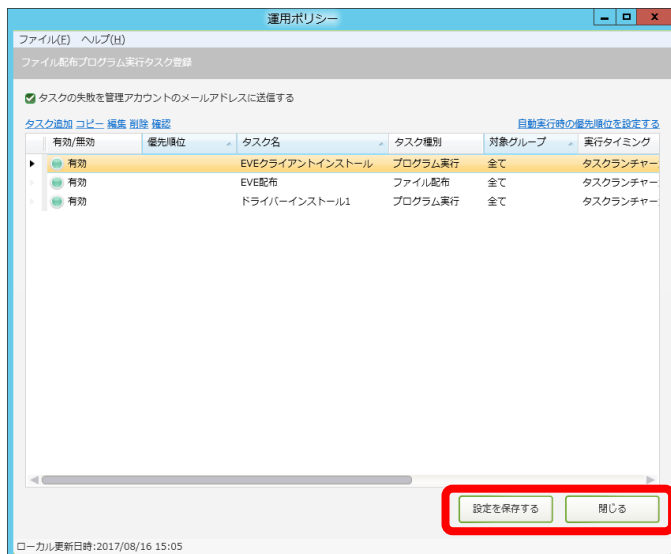 運用ポリシー
ファイル(F) ヘルプ(H)
ファイル配布プログラム実行タスク登録
タスクの失敗を管理アカウントのメールアドレスに送信する
タスク追加 コピー 編集 削除 確認 自動実行時の優先順位を設定する
有効/無効 優先順位 タスク名 タスク種別 対象グループ 実行タイミング
有効 EVEクライアントインストール プログラム実行 全て タスクランチャー
有効 EVE配布 ファイル配布 全て タスクランチャー
有効 ドライバーインストール1 プログラム実行 全て タスクランチャー
設定を保存する 閉じる
ローカル更新日時:2017/08/16 15:05